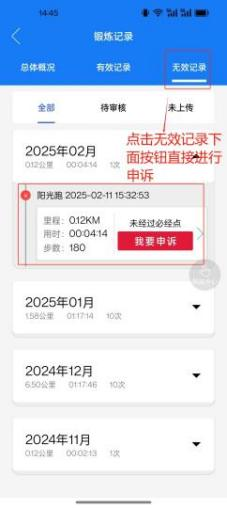 14:45
锻炼记录
总体概况 有效记录 无效记录
全部 待审核 未上传
点击无效记录下
面按钮直接进行
申诉
2025年02月
0.12公里 00:04:14 1次
阳光跑 2025-02-11 15:32:53
里程: 0.12KM
用时: 00:04:14
步数: 180
未经过必经点
我要申诉
2025年01月
1.58公里 01:17:14 10次
2024年12月
6.50公里 01:17:46 10次
2024年11月
0.12公里 00:02:13 1次